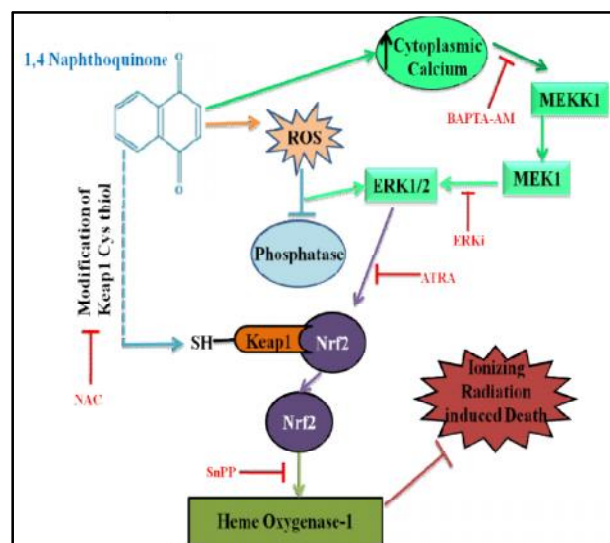 1,4 Naphthoquinone
O
O
Cytoplasmic
Calcium
BAPTA-AM
MEKK1
ROS
ERK1/2
MEK1
ERKi
Phosphatase
ATRA
Modification of
Keap1 Cys thiol
NAC
SH
Keap1
Nrf2
Ionizing
Radiation
induced Death
Nrf2
SnPP
Heme Oxygenase-1